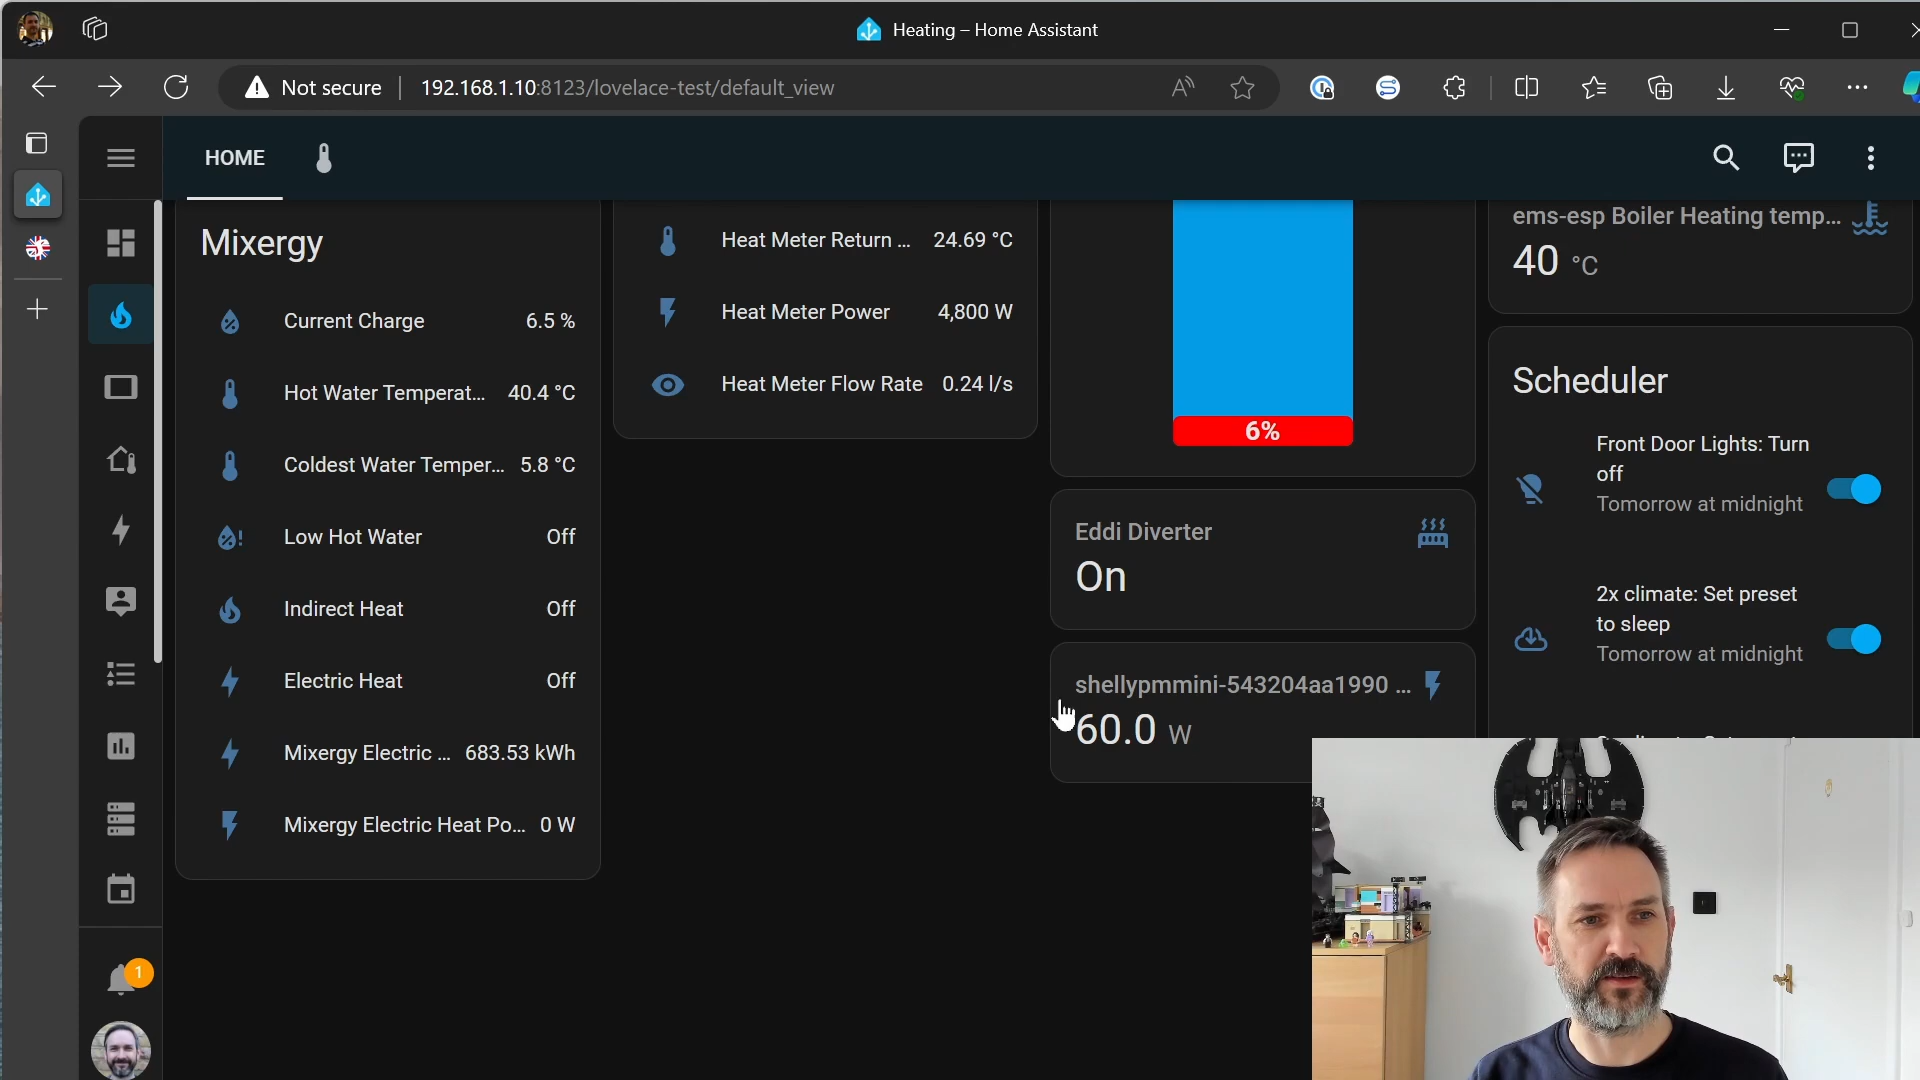 Heating – Home Assistant
Not secure
192.168.1.10:8123/lovelace-test/default_view
HOME
Mixergy
Current Charge 6.5 %
Hot Water Temperat... 40.4 °C
Coldest Water Temper... 5.8 °C
Low Hot Water Off
Indirect Heat Off
Electric Heat Off
Mixergy Electric ... 683.53 kWh
Mixergy Electric Heat Po... 0 W
Heat Meter Return ... 24.69 °C
Heat Meter Power 4,800 W
Heat Meter Flow Rate 0.24 l/s
6%
Eddi Diverter
On
shellypmmini-543204aa1990 ...
60.0 W
ems-esp Boiler Heating temp...
40 °C
Scheduler
Front Door Lights: Turn
off
Tomorrow at midnight
2x climate: Set preset
to sleep
Tomorrow at midnight
1